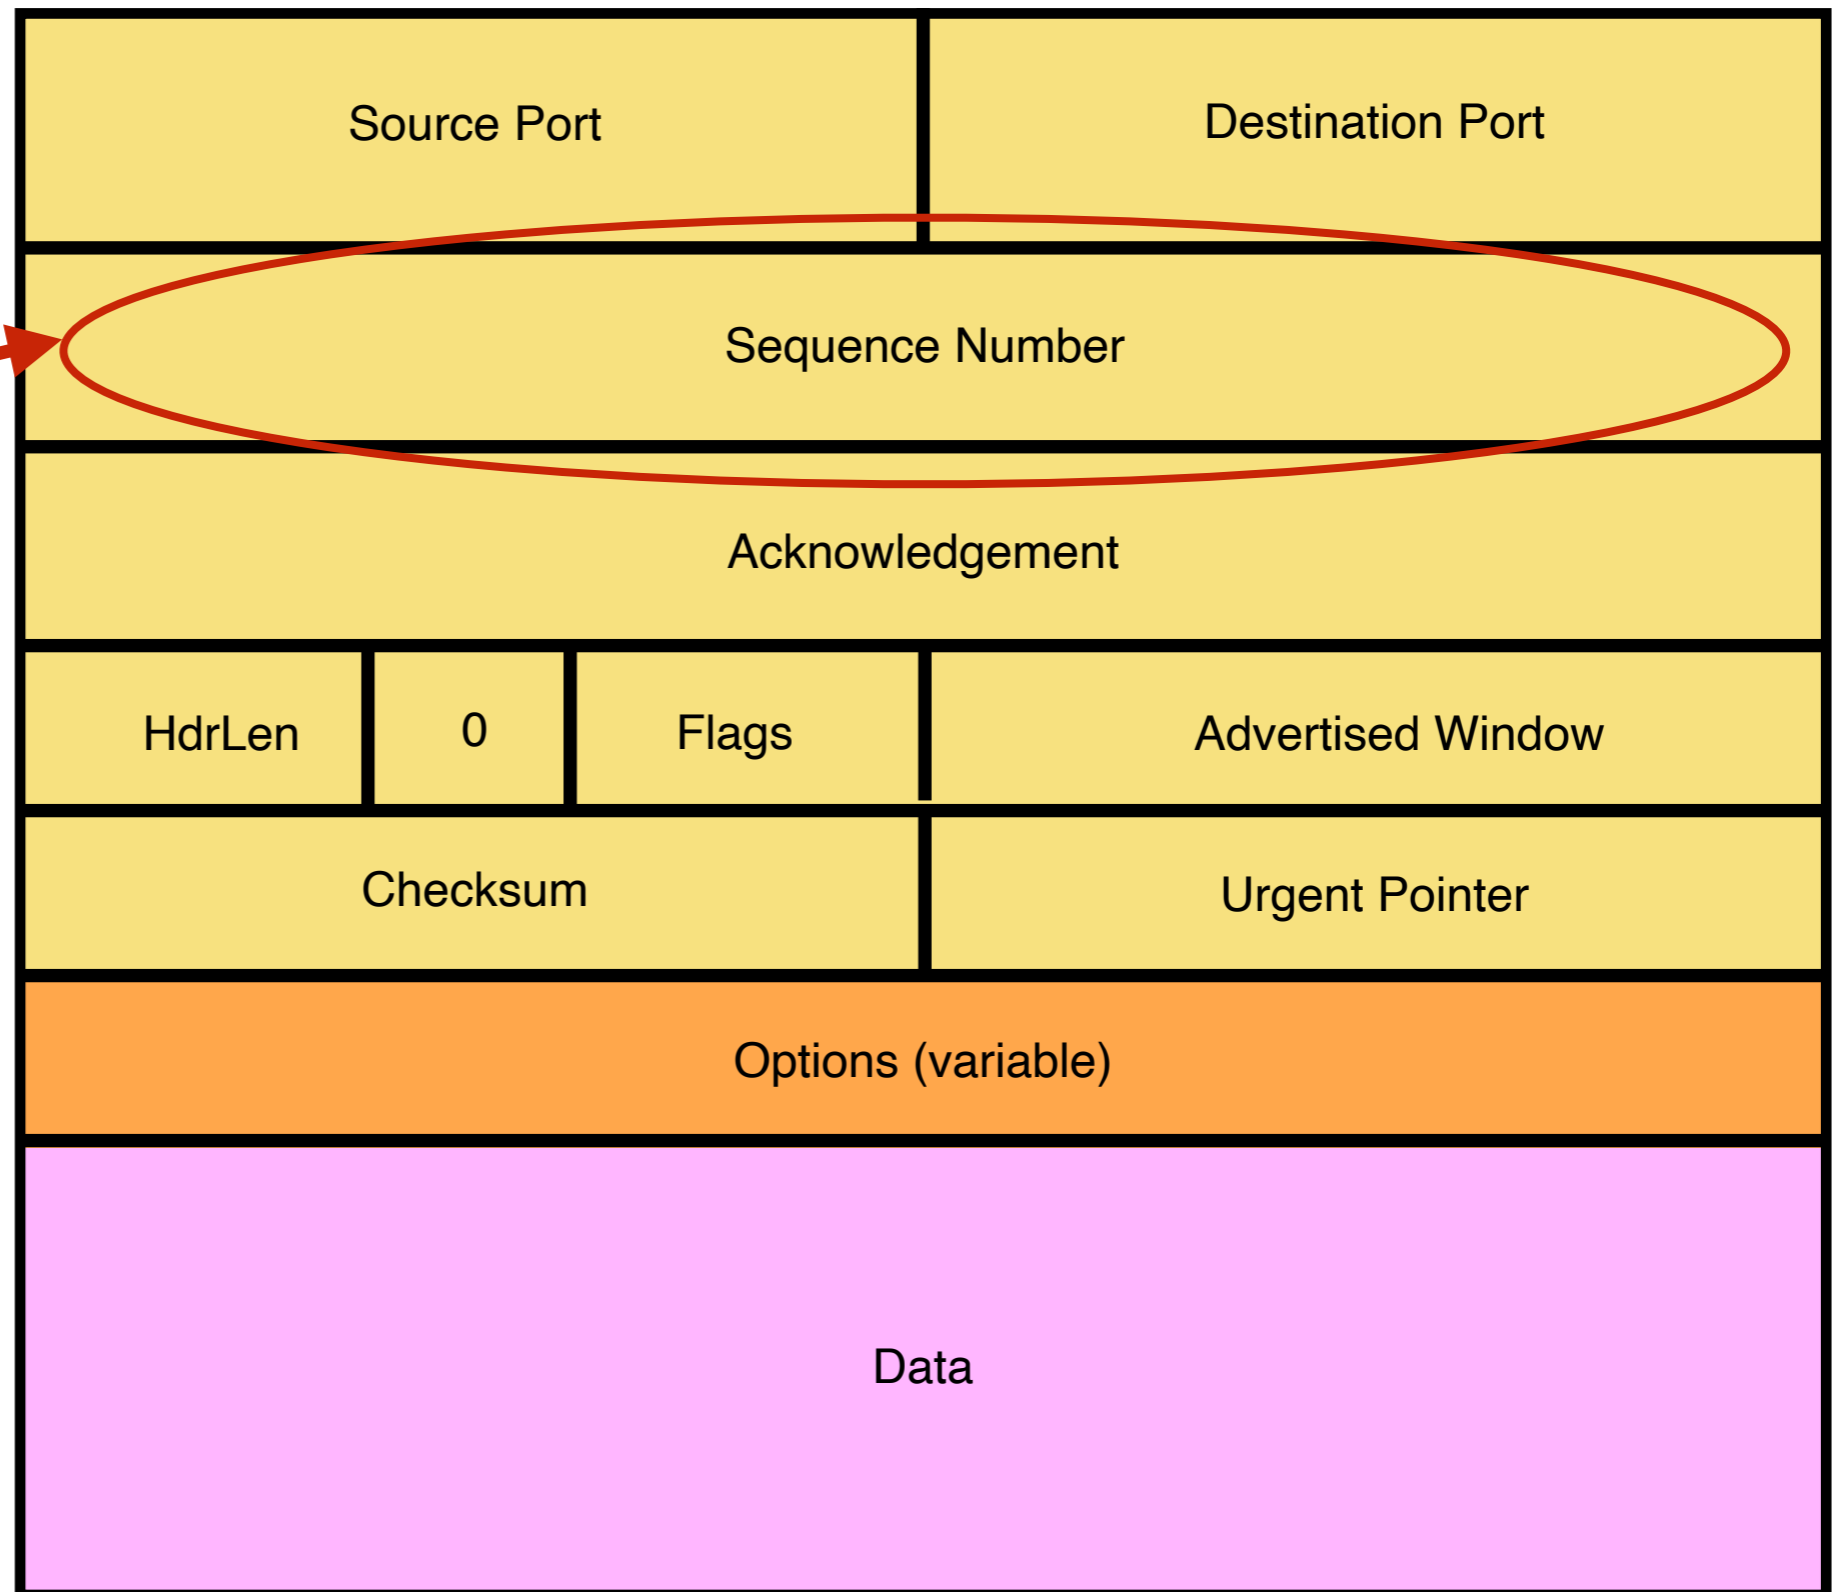 Source Port
Destination Port
Sequence Number
Acknowledgement
HdrLen
0
Flags
Advertised Window
Checksum
Urgent Pointer
Options (variable)
Data